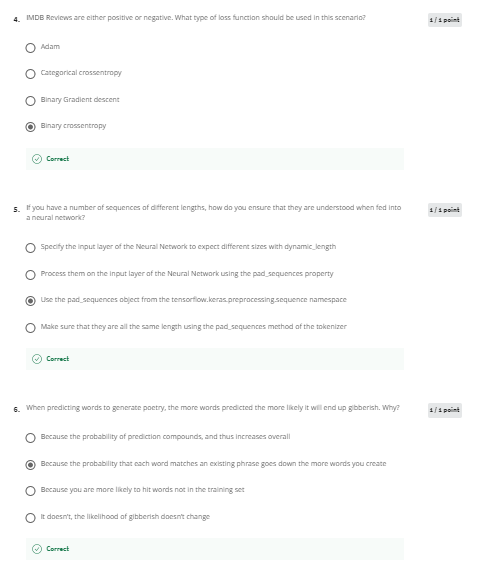 4. IMDB Reviews are either positive or negative. What type of loss function should be used in this scenario?
1 / 1 point
Adam
Categorical crossentropy
Binary Gradient descent
Binary crossentropy
Correct
5. If you have a number of sequences of different lengths, how do you ensure that they are understood when fed into
a neural network?
1 / 1 point
Specify the input layer of the Neural Network to expect different sizes with dynamic_length
Process them on the input layer of the Neural Network using the pad_sequences property
Use the pad_sequences object from the tensorflow.keras.preprocessing.sequence namespace
Make sure that they are all the same length using the pad_sequences method of the tokenizer
Correct
6. When predicting words to generate poetry, the more words predicted the more likely it will end up gibberish. Why?
1 / 1 point
Because the probability of prediction compounds, and thus increases overall
Because the probability that each word matches an existing phrase goes down the more words you create
Because you are more likely to hit words not in the training set
It doesn't, the likelihood of gibberish doesn't change
Correct